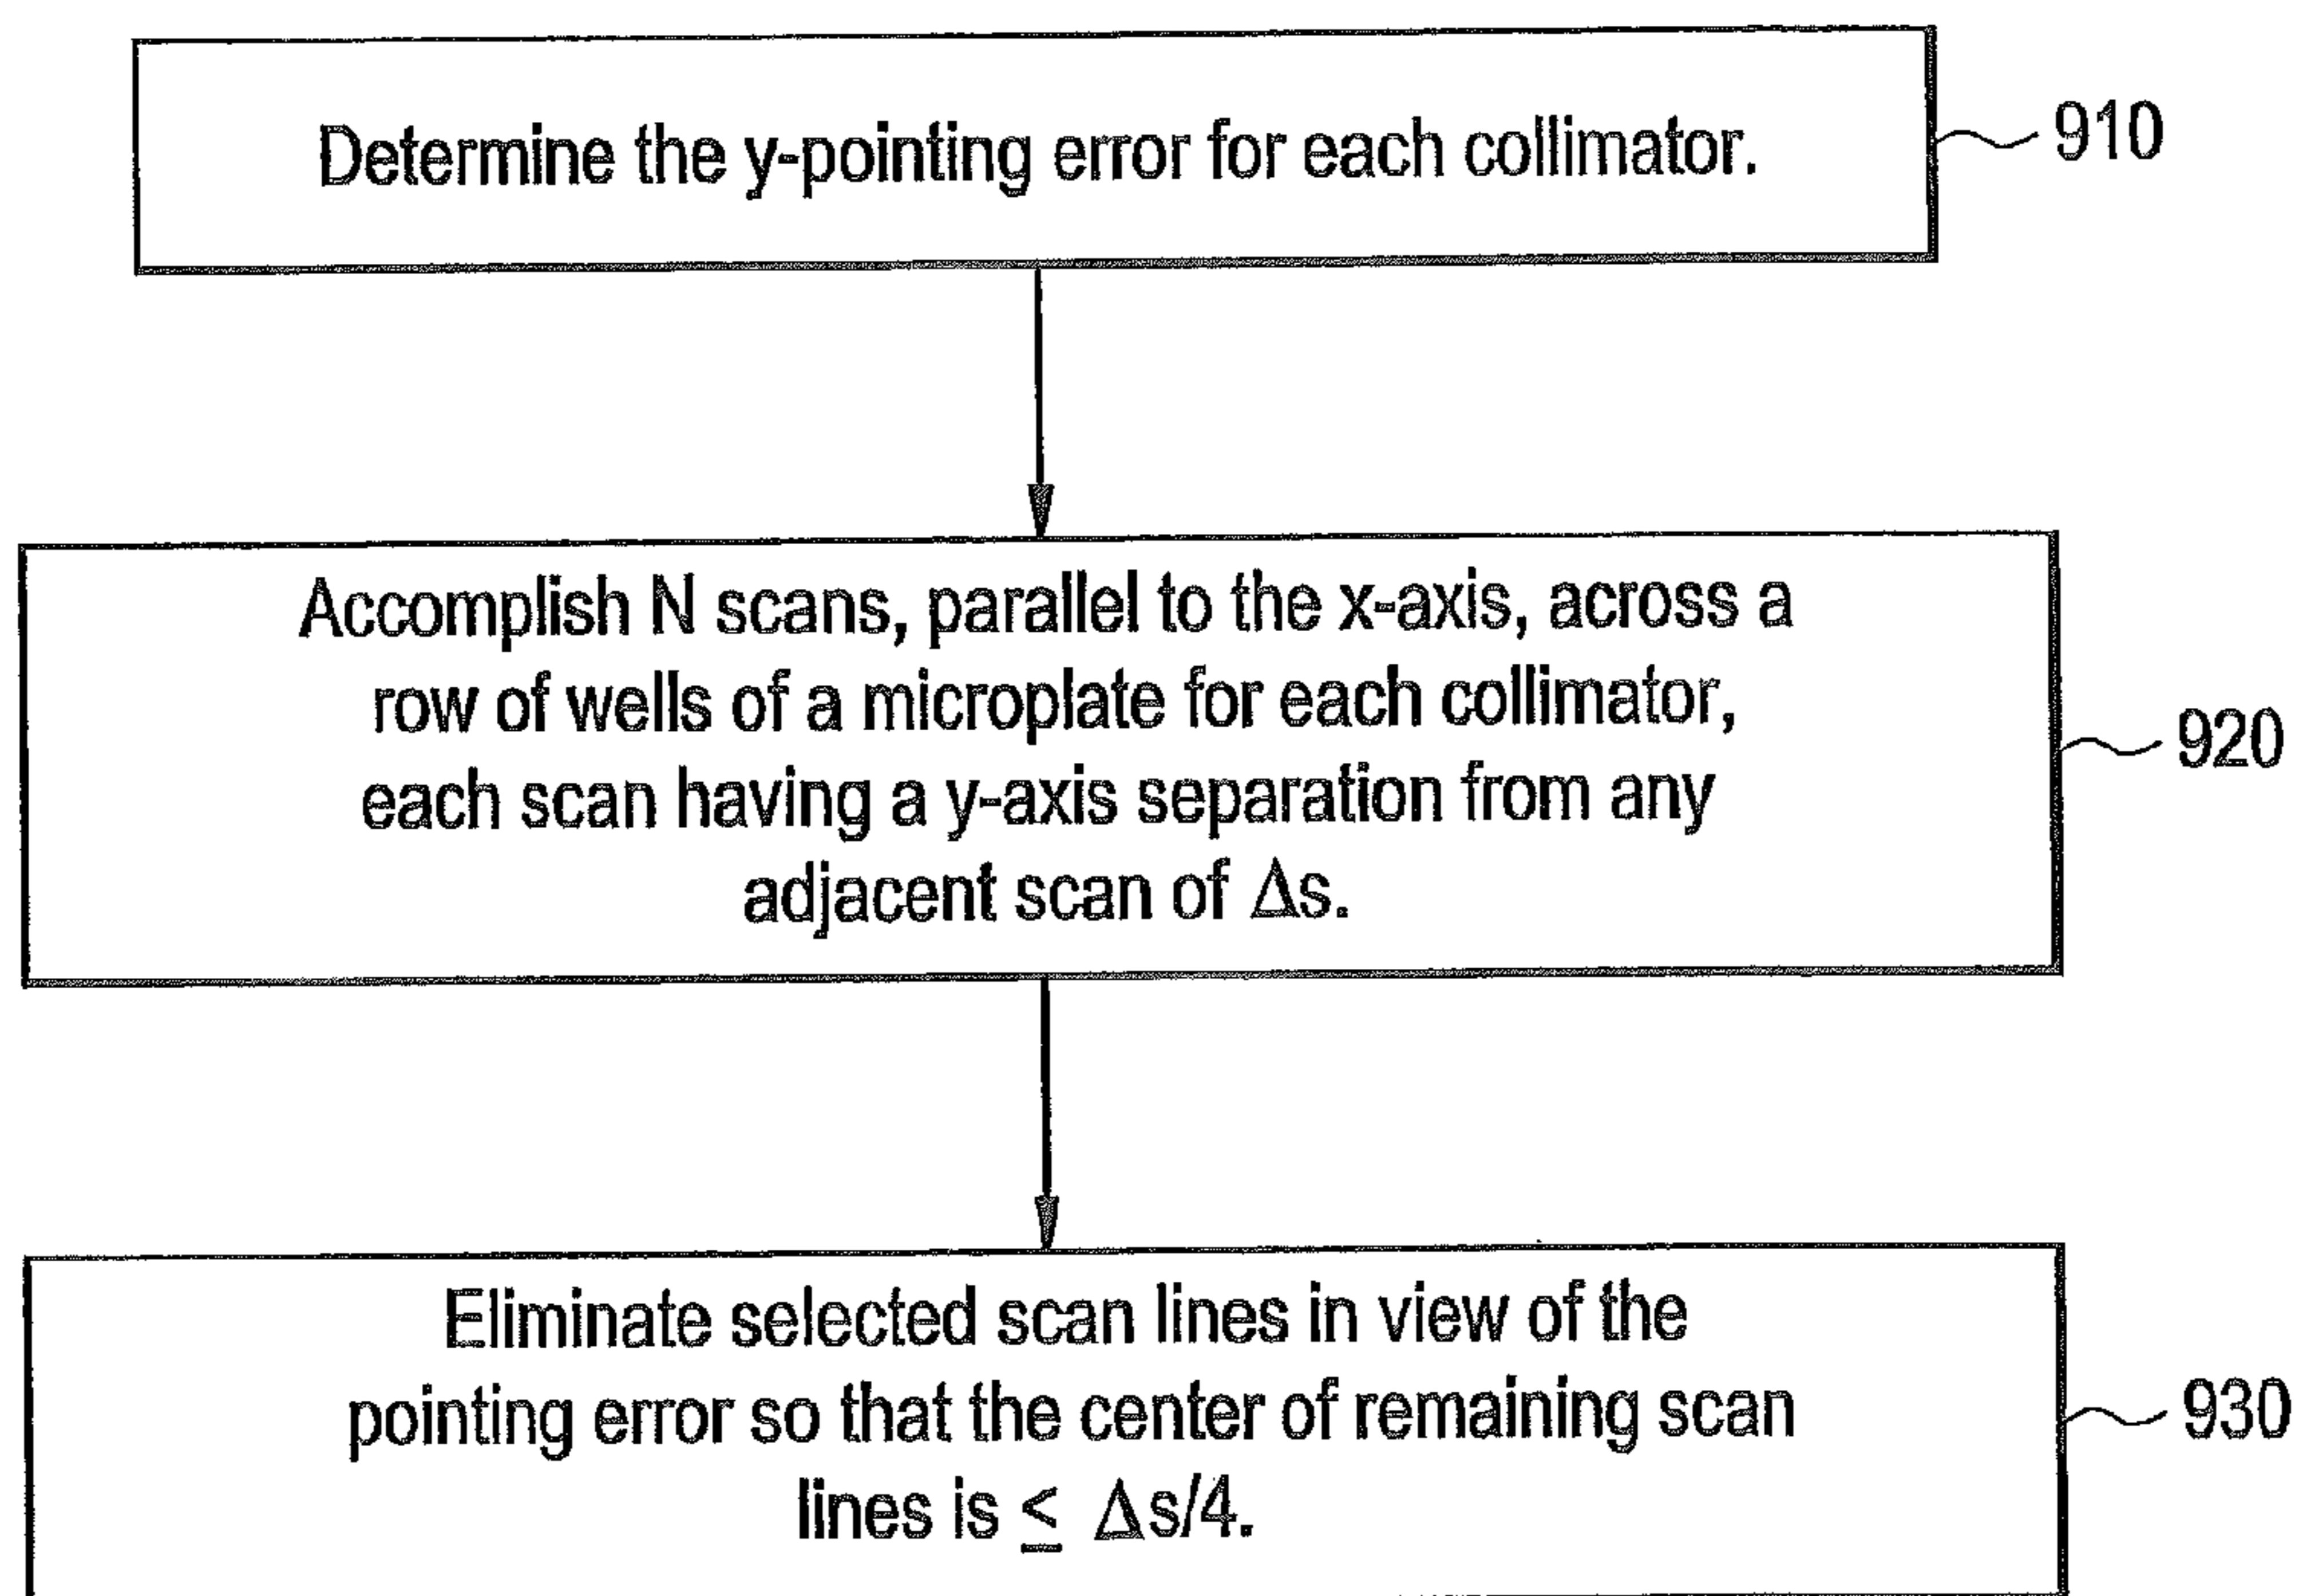 Determine the y-pointing error for each collimator.
910
Accomplish N scans, parallel to the x-axis, across a
row of wells of a microplate for each collimator,
each scan having a y-axis separation from any
adjacent scan of Δs.
920
Eliminate selected scan lines in view of the
pointing error so that the center of remaining scan
lines is ≤ Δs/4.
930